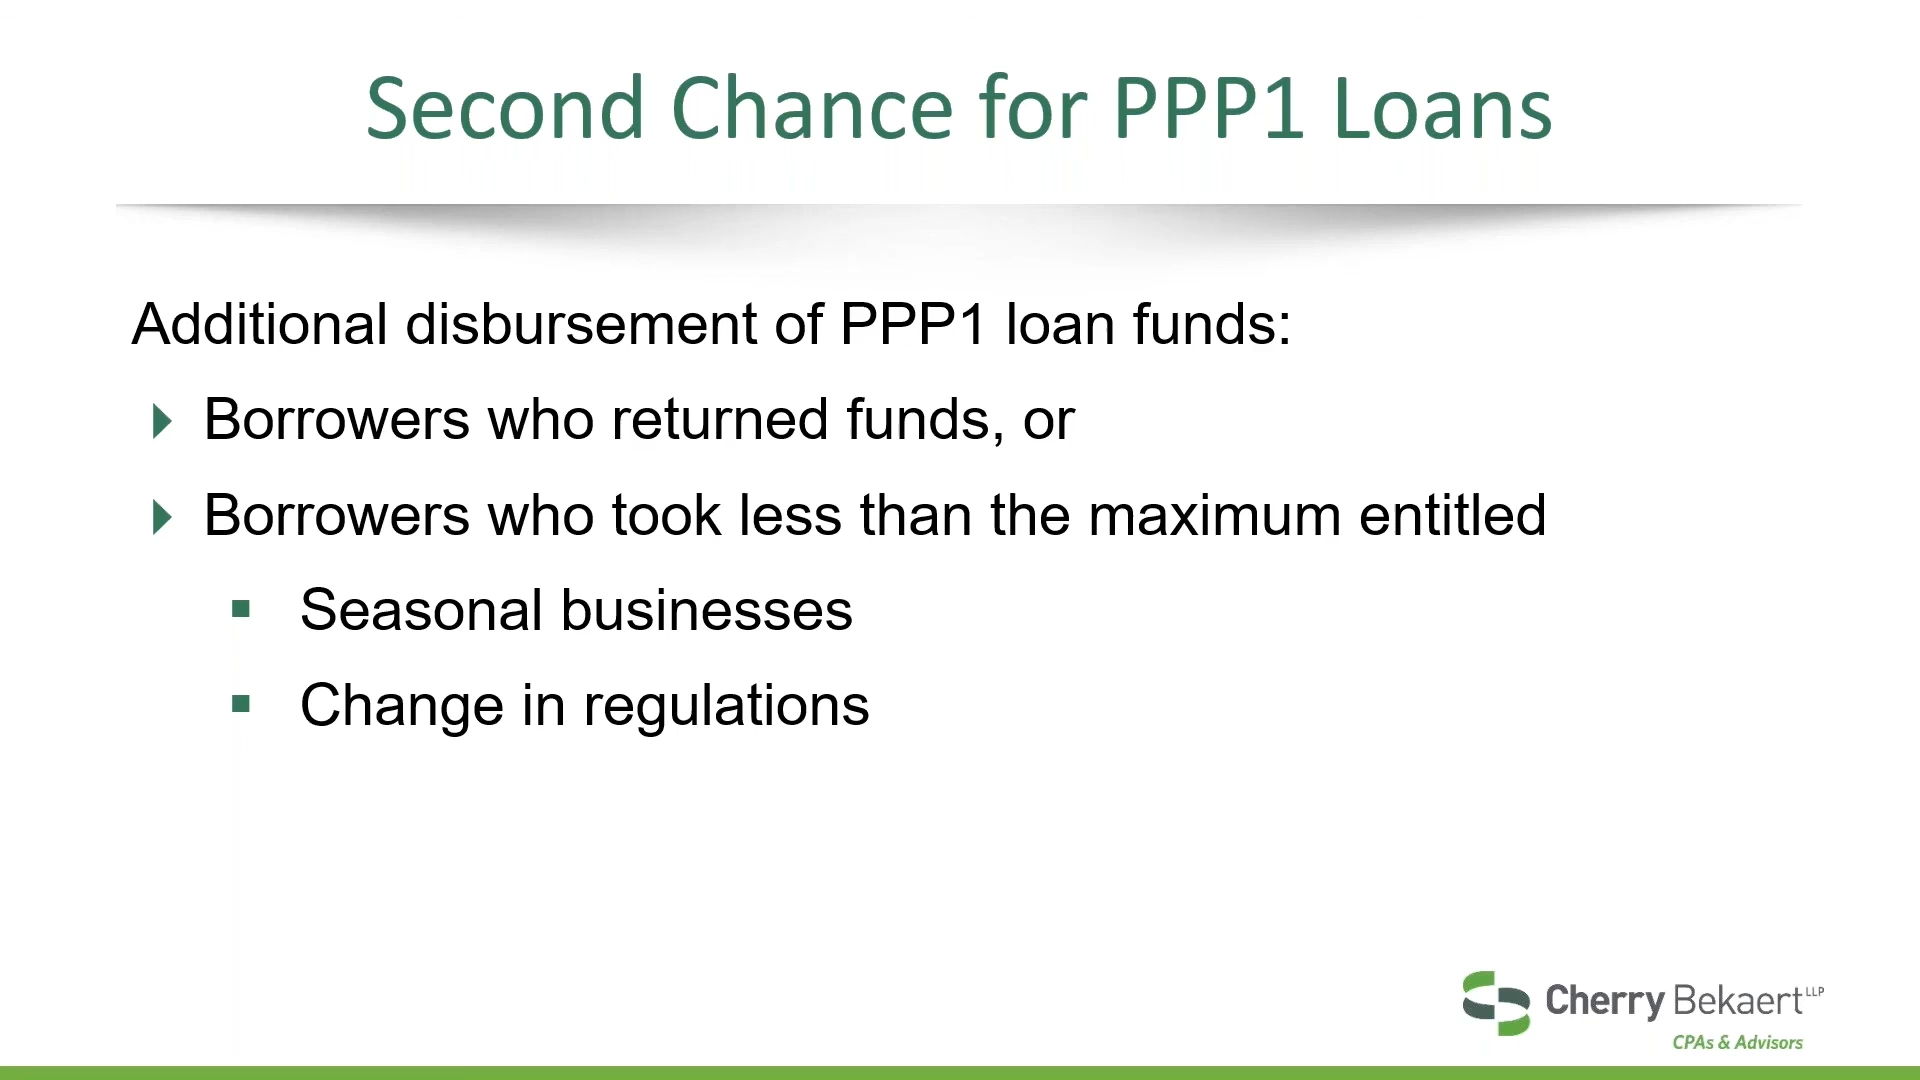 Second Chance for PPP1 Loans
Additional disbursement of PPP1 loan funds:
Borrowers who returned funds, or
Borrowers who took less than the maximum entitled
Seasonal businesses
Change in regulations
Cherry Bekaert LLP
CPAs & Advisors